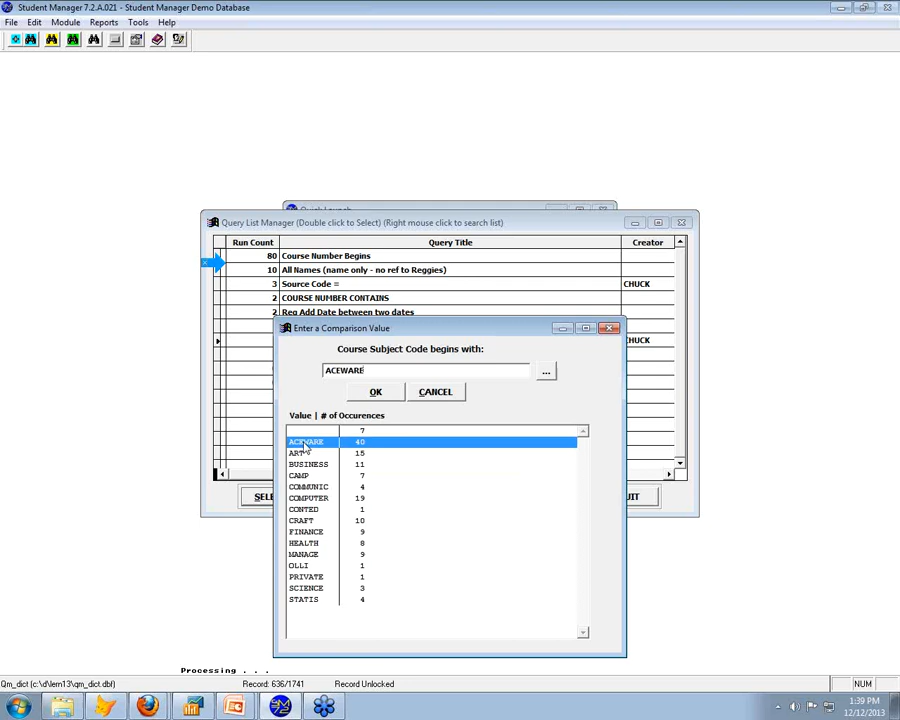 Student Manager 7.2.A.021 - Student Manager Demo Database
File Edit Module Reports Tools Help
Query List Manager (Double click to Select) (Right mouse click to search list)
Run Count Query Title Creator
80 Course Number Begins
10 All Names (name only - no ref to Reggies)
3 Source Code = CHUCK
2 COURSE NUMBER CONTAINS
2 Reg Add Date between two dates
CHUCK
Enter a Comparison Value
Course Subject Code begins with:
ACEWARE ...
OK CANCEL
Value | # of Occurences
7
ACEWARE 40
ART 15
BUSINESS 11
CAMP 7
COMMUNIC 4
COMPUTER 19
CONTED 1
CRAFT 10
FINANCE 9
HEALTH 8
MANAGE 9
OLLI 1
PRIVATE 1
SCIENCE 3
STATIS 4
Processing . . .
Qm_dict (c:\d\lern13\qm_dict.dbf) Record: 636/1741 Record Unlocked NUM
1:39 PM
12/12/2013